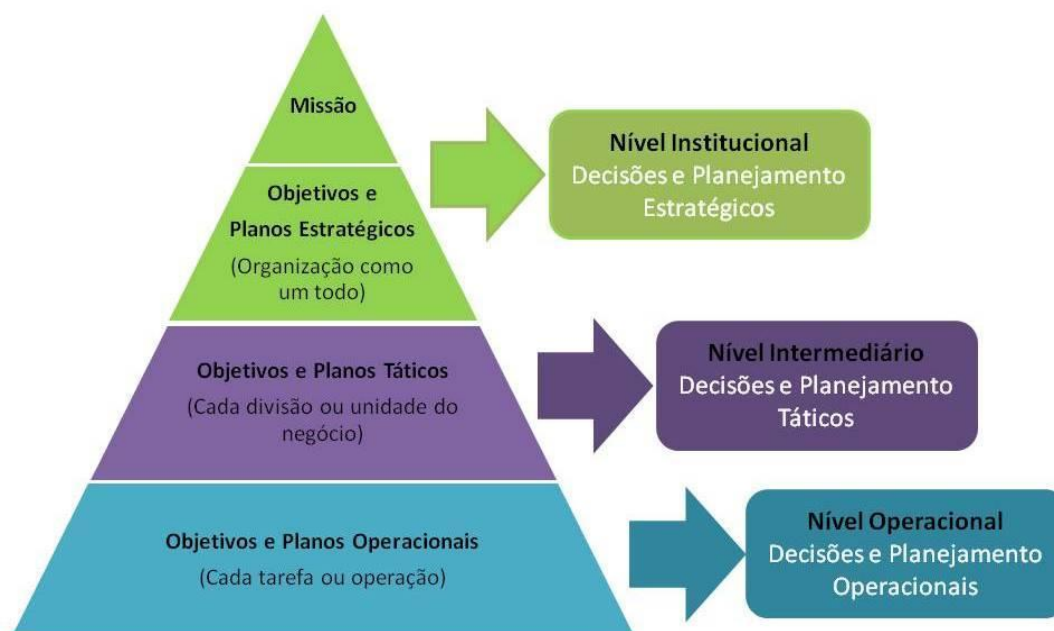 Missão
Objetivos e
Planos Estratégicos
(Organização como
um todo)
Nível Institucional
Decisões e Planejamento
Estratégicos
Objetivos e Planos Táticos
(Cada divisão ou unidade do
negócio)
Nível Intermediário
Decisões e Planejamento
Táticos
Objetivos e Planos Operacionais
(Cada tarefa ou operação)
Nível Operacional
Decisões e Planejamento
Operacionais